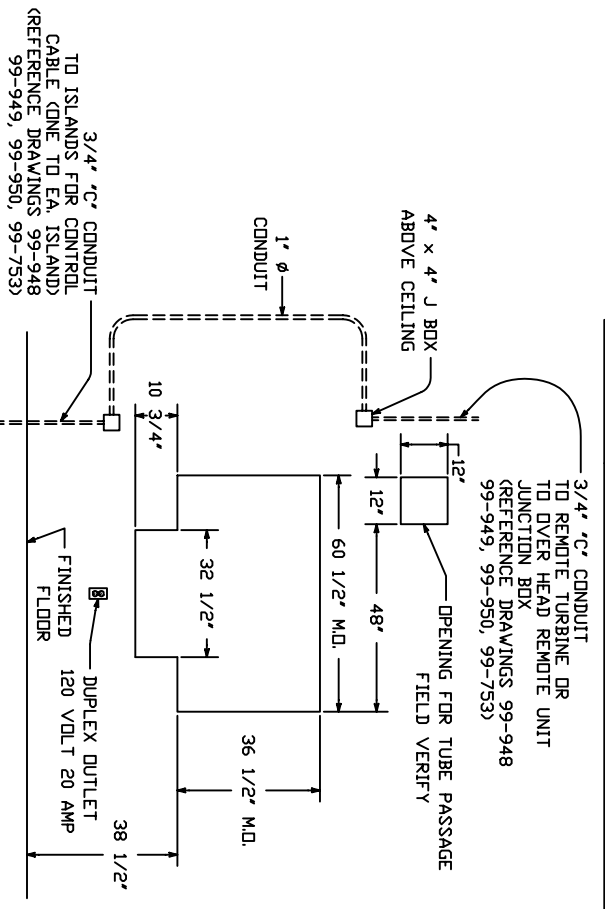 3/4" "C" CONDUIT
TO REMOTE TURBINE OR
TO OVER HEAD REMOTE UNIT
JUNCTION BOX
(REFERENCE DRAWINGS 99-948
99-949, 99-950, 99-753)
4" x 4" J BOX
ABOVE CEILING
1" ø
CONDUIT
3/4" "C" CONDUIT
TO ISLANDS FOR CONTROL
CABLE (ONE TO EA. ISLAND)
(REFERENCE DRAWINGS 99-948
99-949, 99-950, 99-753)
12"
12"
48"
OPENING FOR TUBE PASSAGE
FIELD VERIFY
60 1/2" M.O.
36 1/2" M.O.
32 1/2"
10 3/4"
38 1/2"
DUPLEX OUTLET
120 VOLT 20 AMP
FINISHED
FLOOR